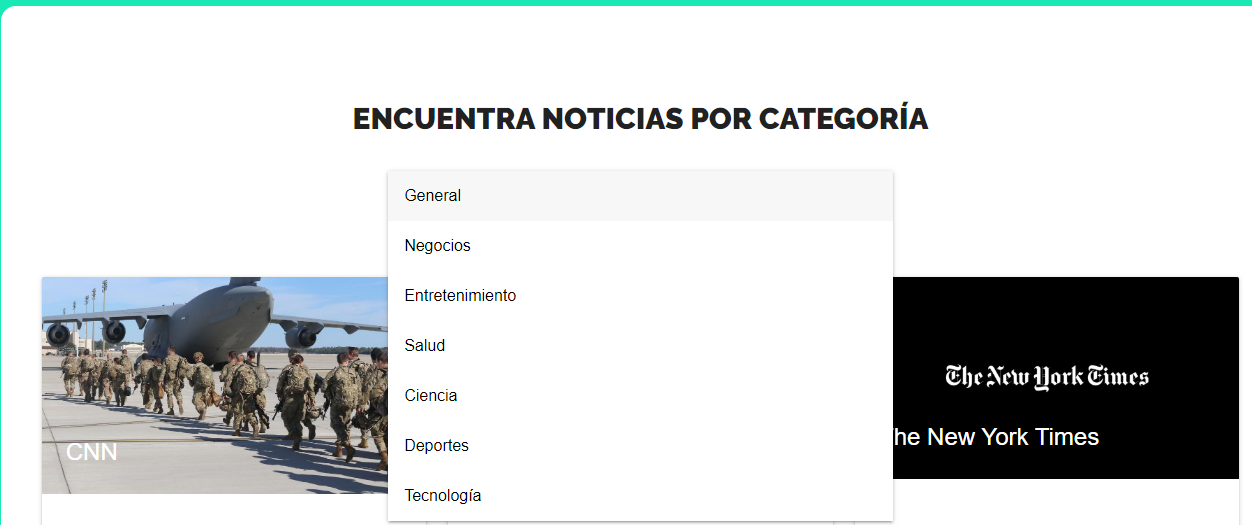 ENCUENTRA NOTICIAS POR CATEGORÍA
General
Negocios
Entretenimiento
Salud
Ciencia
Deportes
Tecnología
CNN
The New York Times
The New York Times